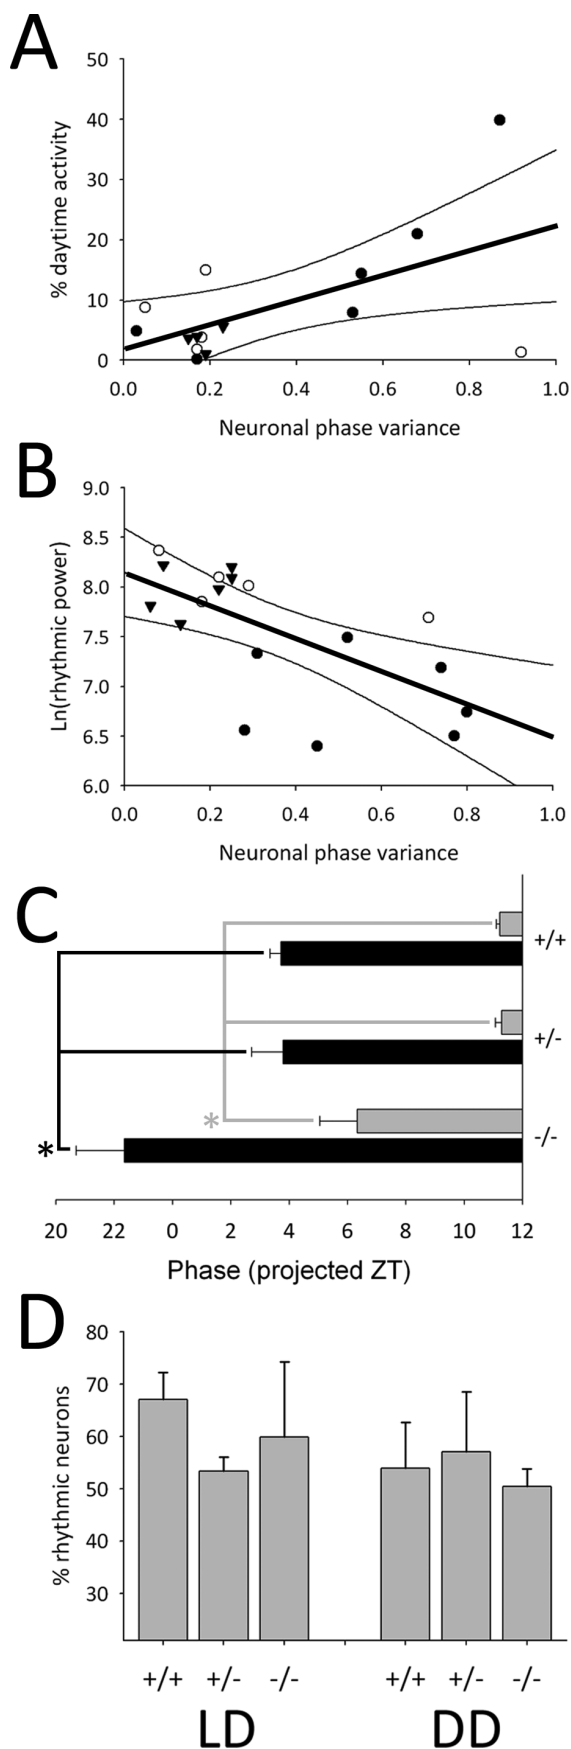 A
50
40
30
20
10
0
% daytime activity
0.0 0.2 0.4 0.6 0.8 1.0
Neuronal phase variance
B
9.0
8.5
8.0
7.5
7.0
6.5
6.0
Ln(rhythmic power)
0.0 0.2 0.4 0.6 0.8 1.0
Neuronal phase variance
C
+/+
+/-
*
*
-/-
20 22 0 2 4 6 8 10 12
Phase (projected ZT)
D
80
70
60
50
40
30
% rhythmic neurons
+/+ +/- -/- +/+ +/- -/-
LD DD